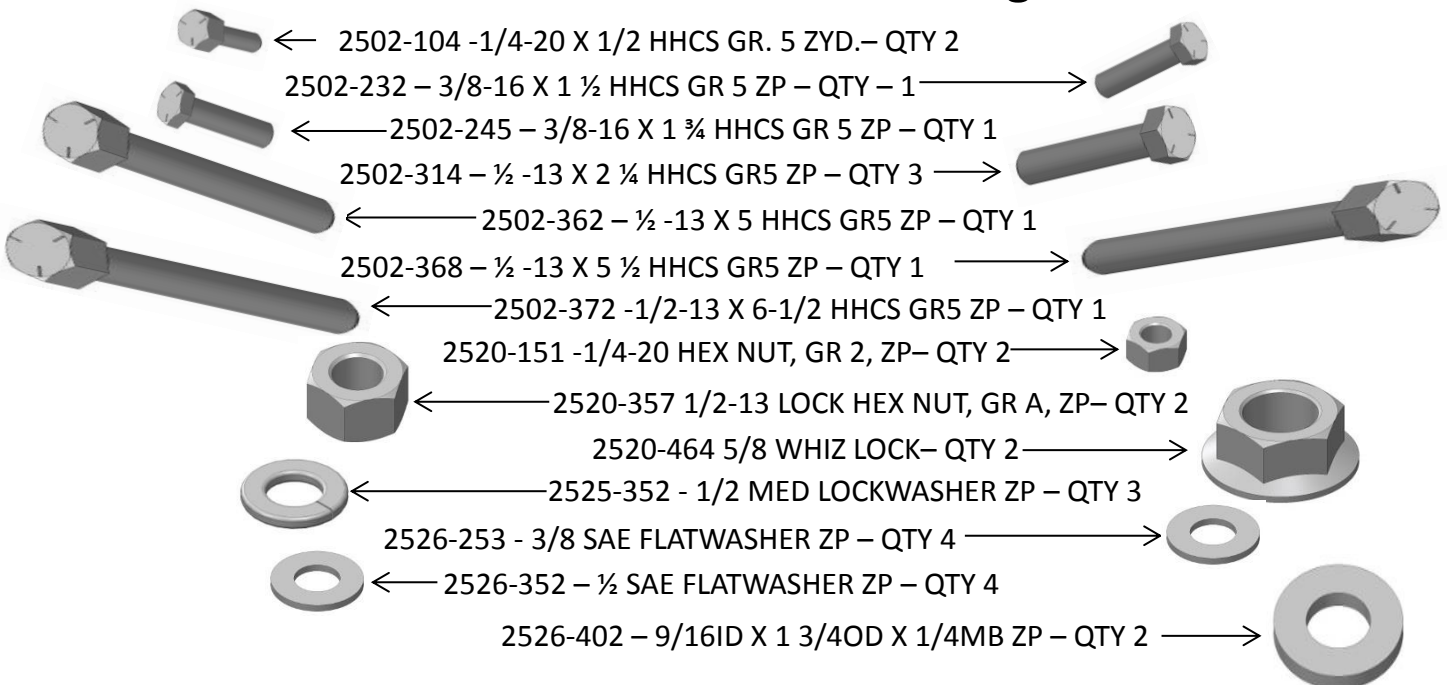 2502-104 -1/4-20 X 1/2 HHCS GR. 5 ZYD.– QTY 2
2502-232 – 3/8-16 X 1 ½ HHCS GR 5 ZP – QTY – 1
2502-245 – 3/8-16 X 1 ¾ HHCS GR 5 ZP – QTY 1
2502-314 – ½ -13 X 2 ¼ HHCS GR5 ZP – QTY 3
2502-362 – ½ -13 X 5 HHCS GR5 ZP – QTY 1
2502-368 – ½ -13 X 5 ½ HHCS GR5 ZP – QTY 1
2502-372 -1/2-13 X 6-1/2 HHCS GR5 ZP – QTY 1
2520-151 -1/4-20 HEX NUT, GR 2, ZP– QTY 2
2520-357 1/2-13 LOCK HEX NUT, GR A, ZP– QTY 2
2520-464 5/8 WHIZ LOCK– QTY 2
2525-352 - 1/2 MED LOCKWASHER ZP – QTY 3
2526-253 - 3/8 SAE FLATWASHER ZP – QTY 4
2526-352 – ½ SAE FLATWASHER ZP – QTY 4
2526-402 – 9/16ID X 1 3/4OD X 1/4MB ZP – QTY 2